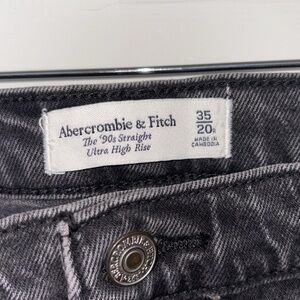 Abercrombie & Fitch
The '90s Straight
Ultra High Rise
35
20s
MADE IN
CAMBODIA